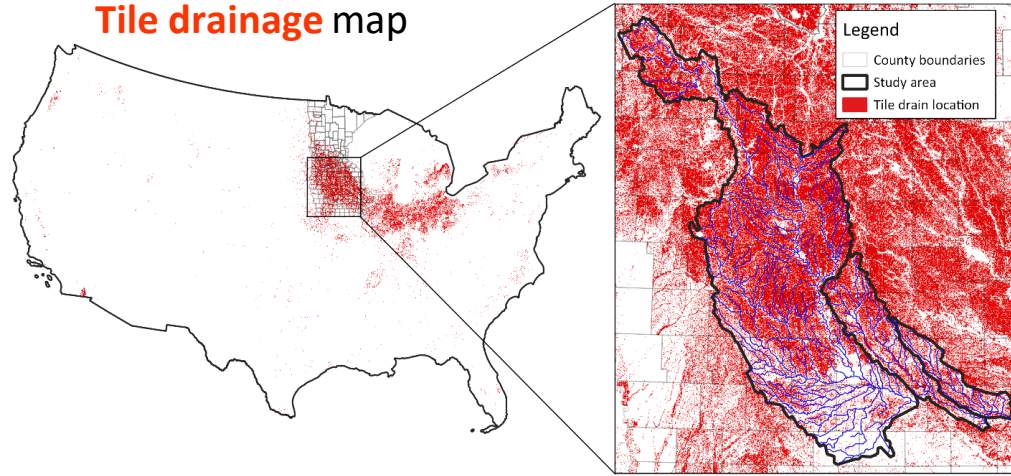 Tile drainage map
Legend
County boundaries
Study area
Tile drain location